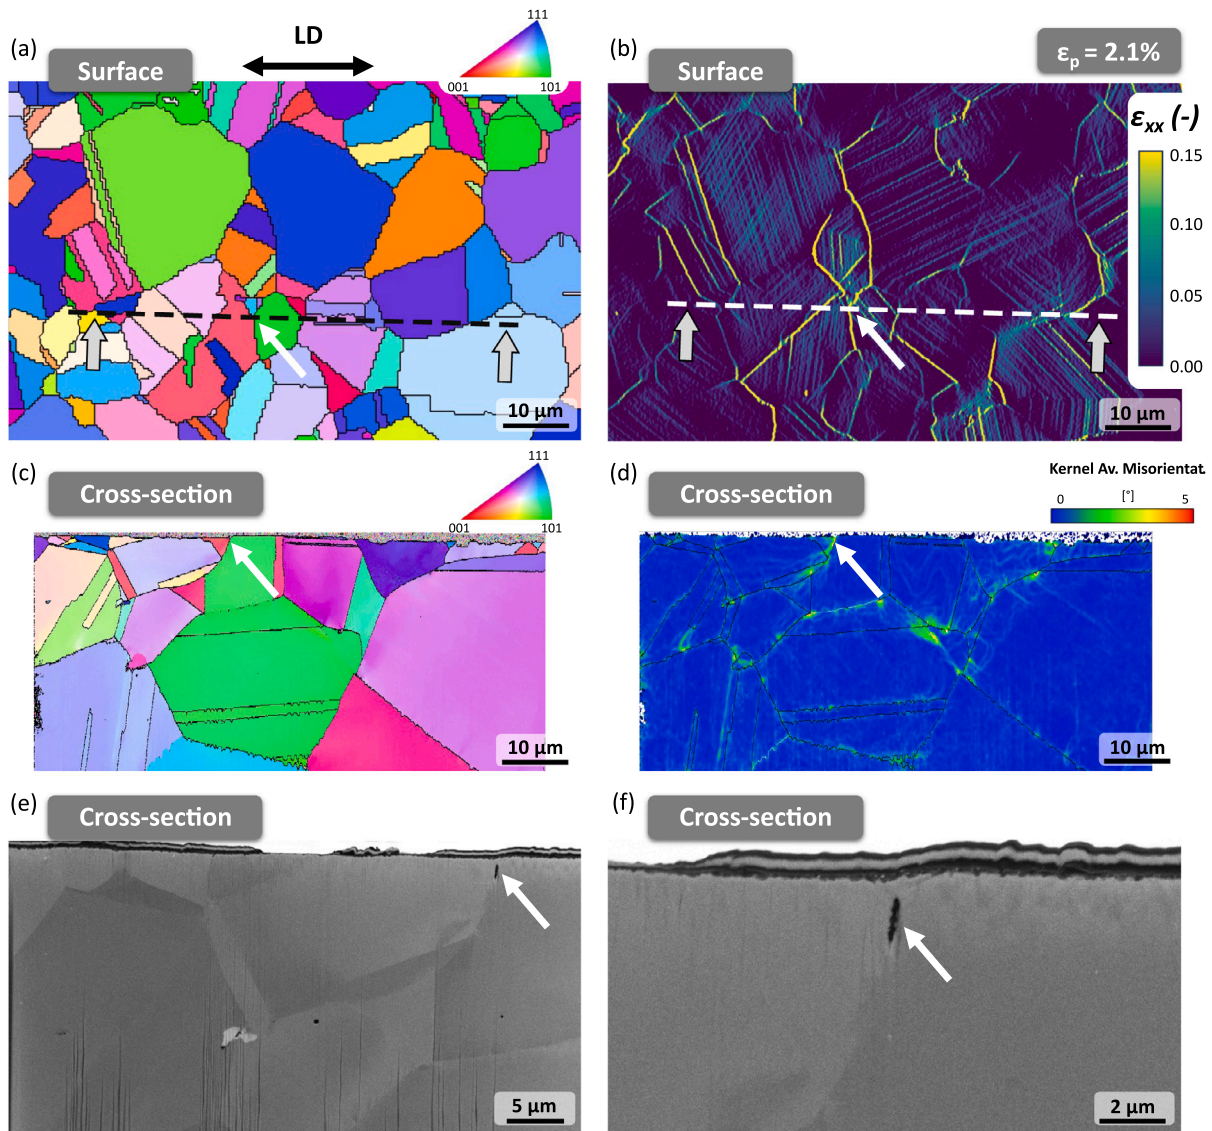 (a)
Surface
LD
111
001
101
10 µm
(b)
Surface
εp = 2.1%
εxx (-)
0.15
0.10
0.05
0.00
10 µm
(c)
Cross-section
111
001
101
10 µm
(d)
Cross-section
Kernel Av. Misorientat.
0
[°]
5
10 µm
(e)
Cross-section
5 µm
(f)
Cross-section
2 µm